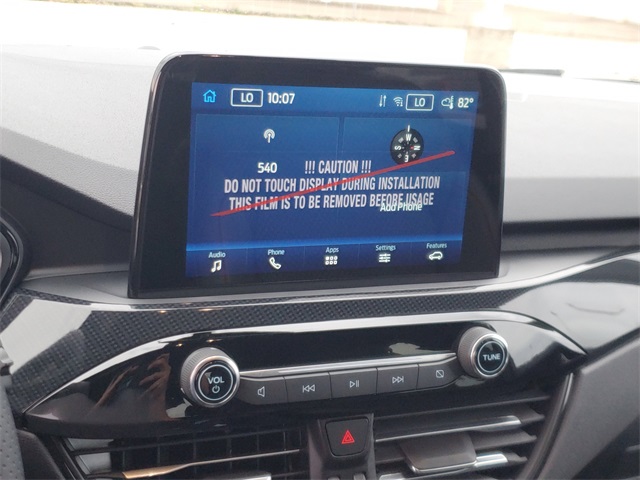 LO 10:07 LO 82°
W
540
!!! CAUTION !!!
DO NOT TOUCH DISPLAY DURING INSTALLATION
THIS FILM IS TO BE REMOVED BEFORE USAGE
Add Phone
Audio Phone Apps Settings Features
VOL
TUNE